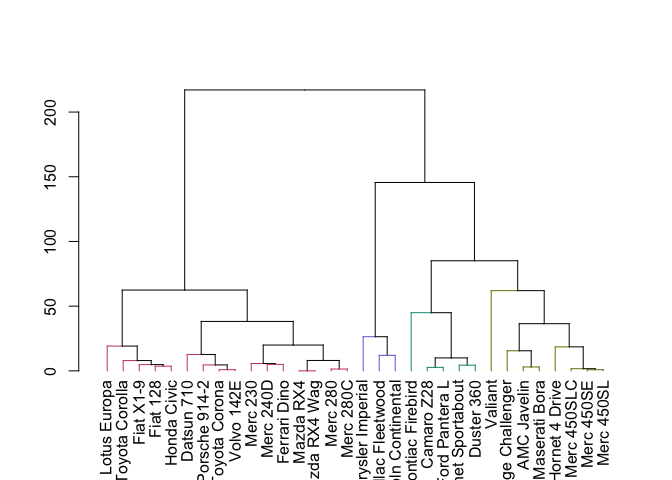 200
150
100
50
0
Lotus Europa
Toyota Corolla
Fiat X1-9
Fiat 128
Honda Civic
Datsun 710
Porsche 914-2
oyota Corona
Volvo 142E
Merc 230
Merc 240D
Ferrari Dino
Mazda RX4
zda RX4 Wag
Merc 280
Merc 280C
rysler Imperial
llac Fleetwood
oln Continental
ontiac Firebird
Camaro Z28
Ford Pantera L
net Sportabout
Duster 360
Valiant
ge Challenger
AMC Javelin
Maserati Bora
Hornet 4 Drive
Merc 450SLC
Merc 450SE
Merc 450SL